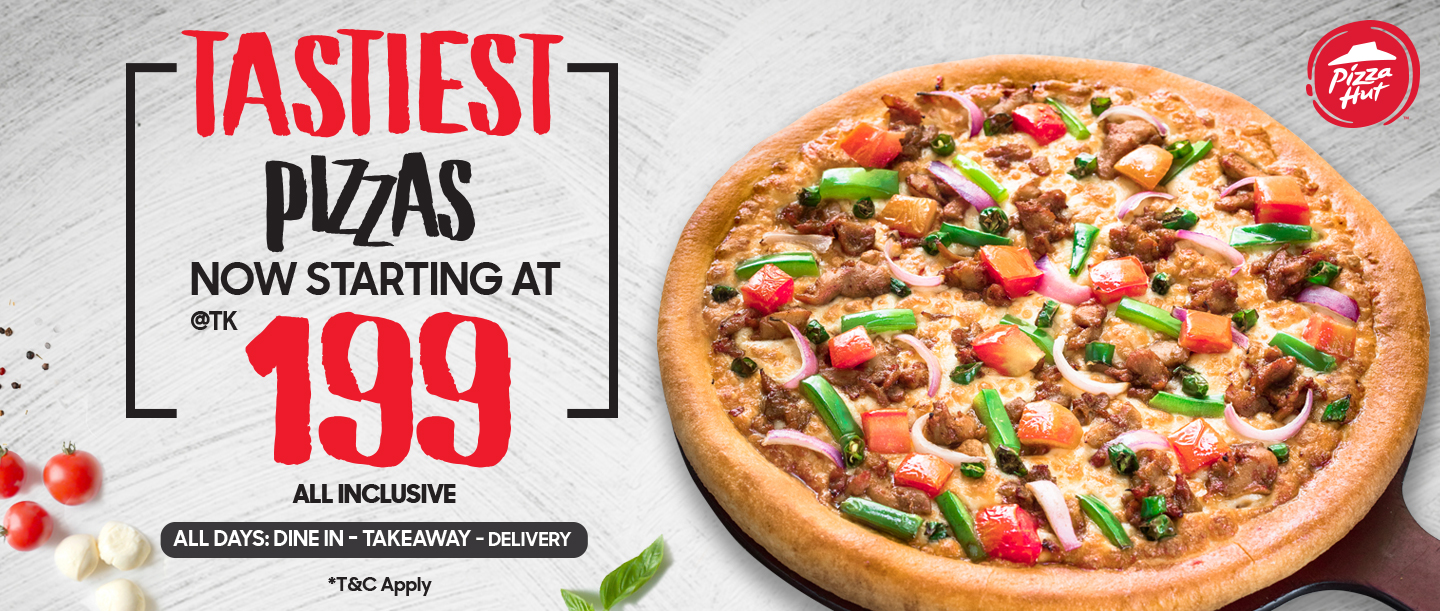 TASTIEST
PIZZAS
NOW STARTING AT
@TK
199
ALL INCLUSIVE
ALL DAYS: DINE IN - TAKEAWAY - DELIVERY
*T&C Apply
Pizza
Hut